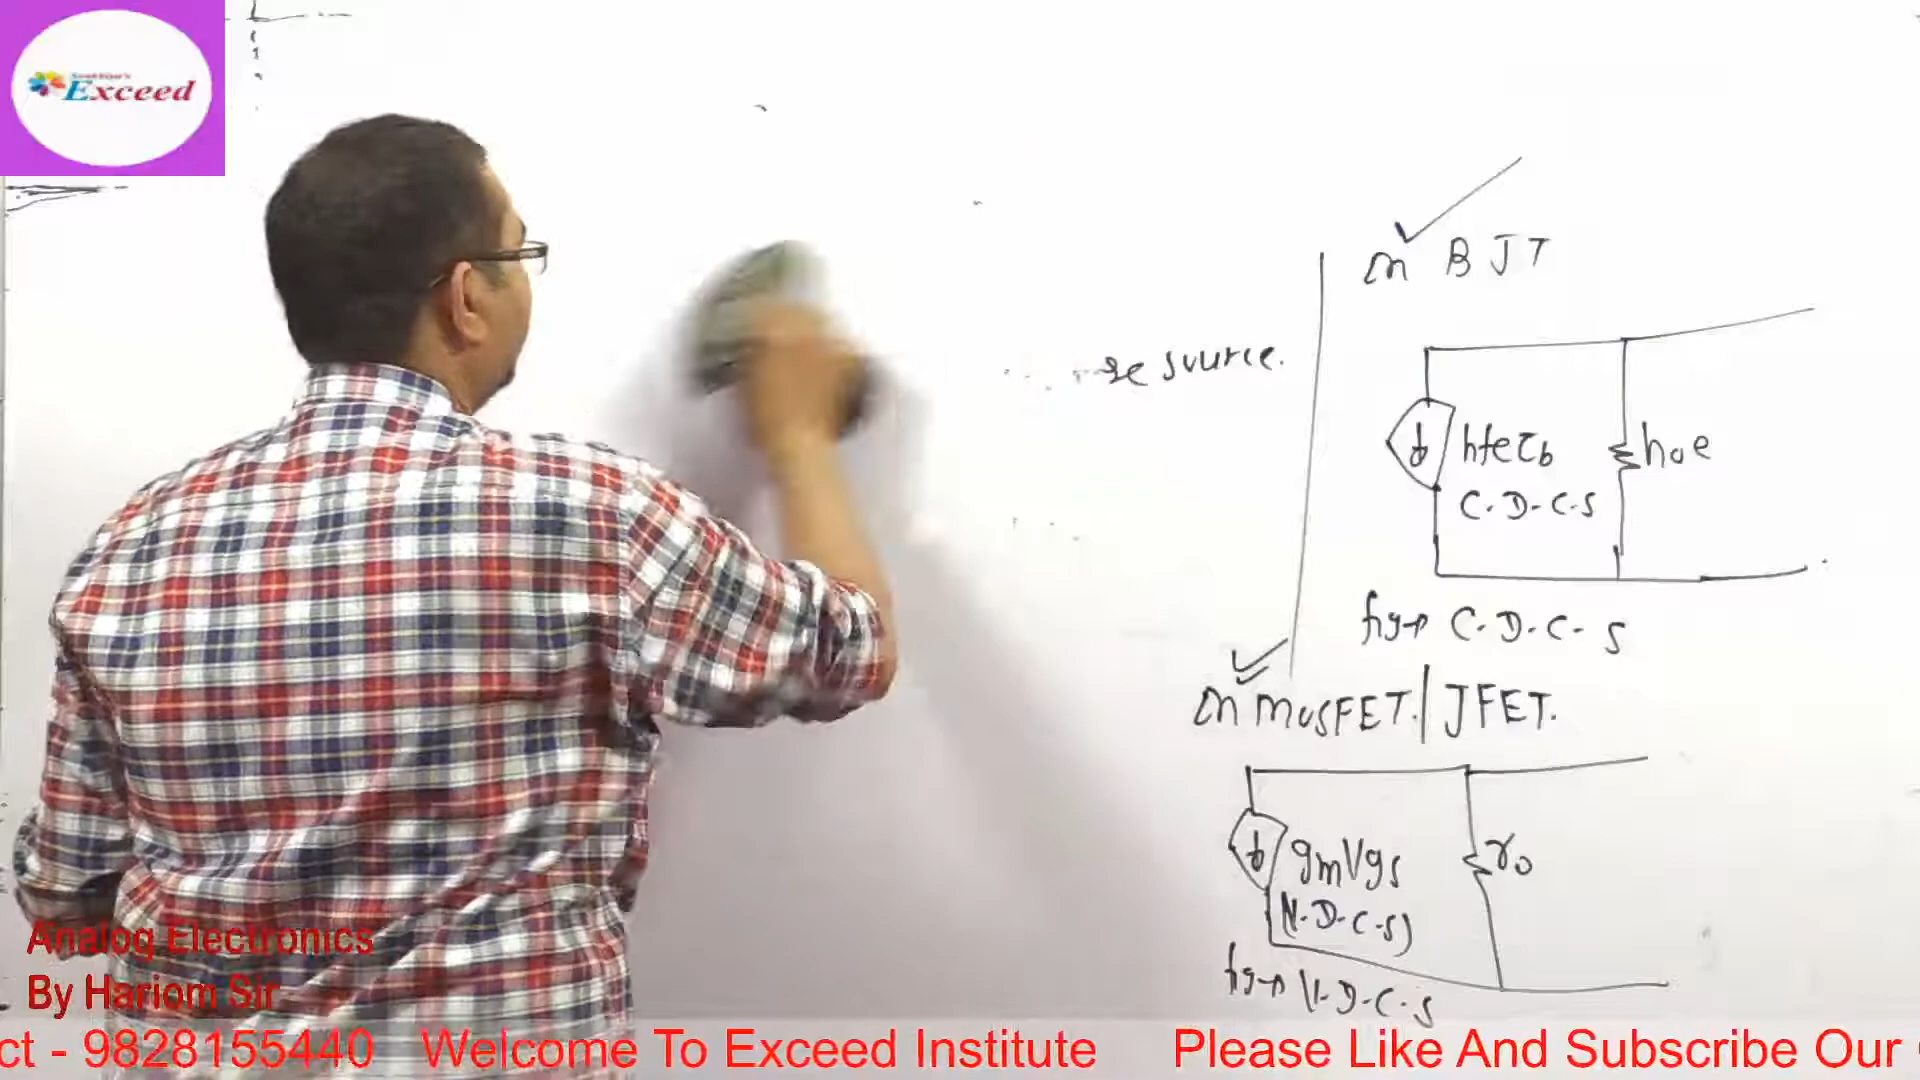 Exceed
In BJT
re source.
hfeIb
hoe
C.D.C.S
fig→ C.D.C.S
In MOSFET. | JFET.
gmVgs
ro
(V.D.C.S)
fig→ V.D.C.S
Analog Electronics
By Hariom Sir
ct - 9828155440 Welcome To Exceed Institute Please Like And Subscribe Our